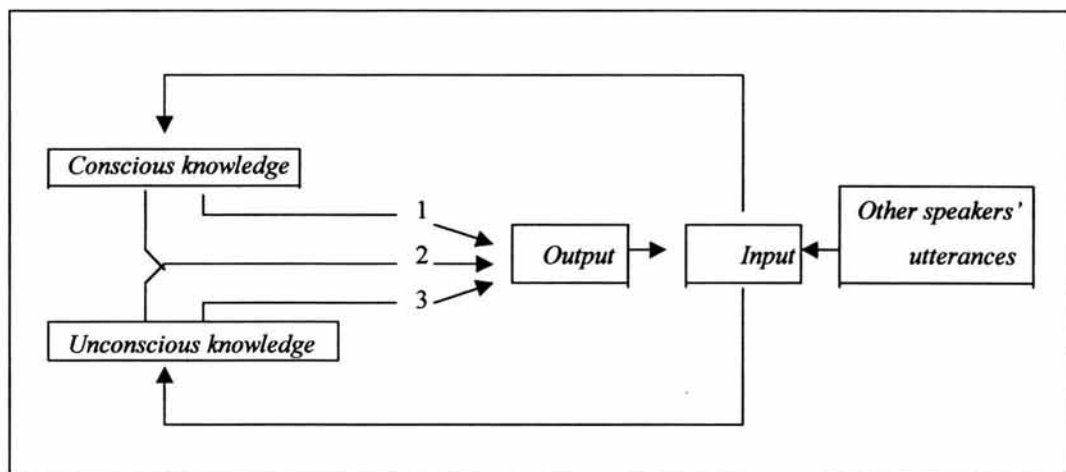 Conscious knowledge
1
2
3
Output
Input
Other speakers’
utterances
Unconscious knowledge